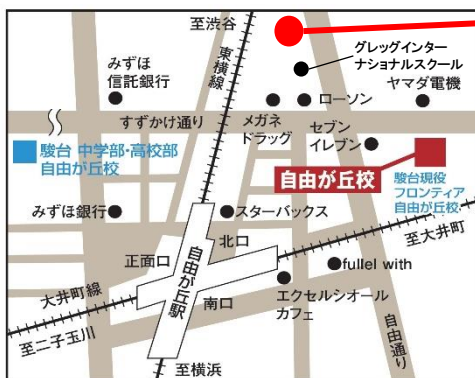 至渋谷
東横線
グレッグインター
ナショナルスクール
みずほ
信託銀行
ヤマダ電機
ローソン
すずかけ通り
メガネ
ドラッグ
セブン
イレブン
駿台 中学部・高校部
自由が丘校
自由が丘校
駿台現役
フロンティア
自由が丘校
みずほ銀行
スターバックス
至大井町
北口
正面口
自由が丘駅
fullel with
大井町線
南口
エクセルシオール
カフェ
自由通り
至二子玉川
至横浜